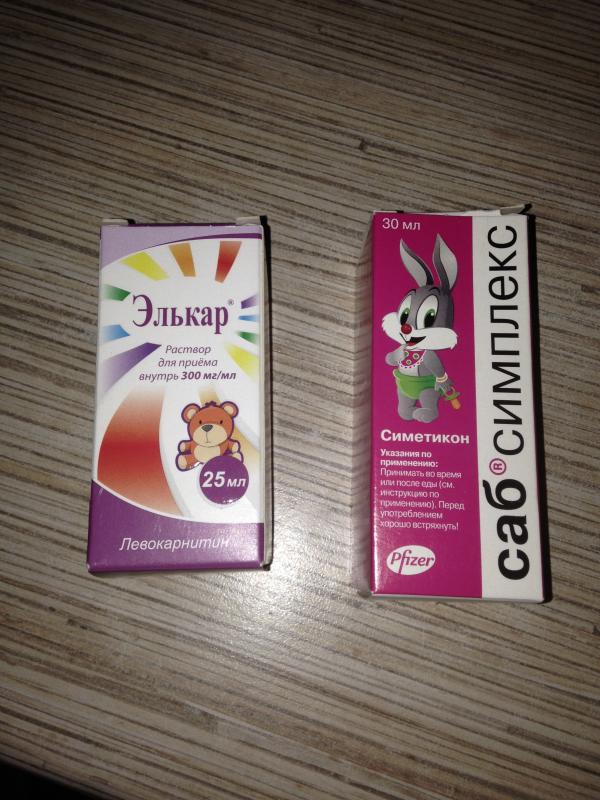 Элькар®
Раствор
для приёма
внутрь 300 мг/мл
25 мл
Левокарнитин
30 мл
Симетикон
Указания по
применению:
Принимать во время
или после еды (см.
инструкцию по
применению). Перед
употреблением
хорошо встряхнуть!
Pfizer
саб® симплекс